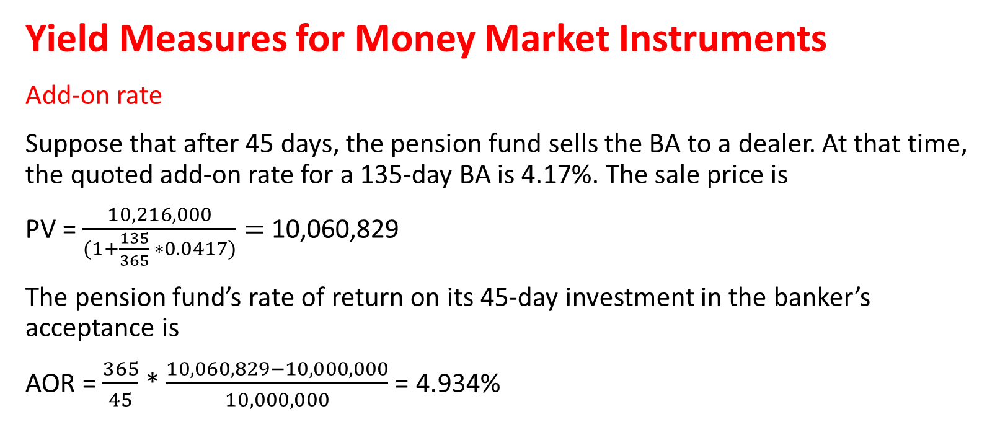 Yield Measures for Money Market Instruments
Add-on rate
Suppose that after 45 days, the pension fund sells the BA to a dealer. At that time,
the quoted add-on rate for a 135-day BA is 4.17%. The sale price is
PV = 10,216,000 / (1+135/365 *0.0417) = 10,060,829
The pension fund’s rate of return on its 45-day investment in the banker’s
acceptance is
AOR = 365/45 * 10,060,829−10,000,000 / 10,000,000 = 4.934%